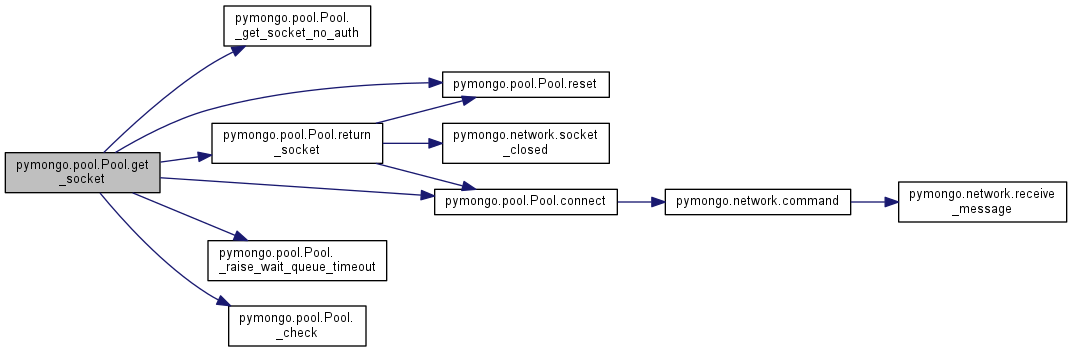 pymongo.pool.Pool.
_get_socket_no_auth
pymongo.pool.Pool.reset
pymongo.pool.Pool.return
_socket
pymongo.network.socket
_closed
pymongo.pool.Pool.get
_socket
pymongo.pool.Pool.connect
pymongo.network.command
pymongo.network.receive
_message
pymongo.pool.Pool.
_raise_wait_queue_timeout
pymongo.pool.Pool.
_check